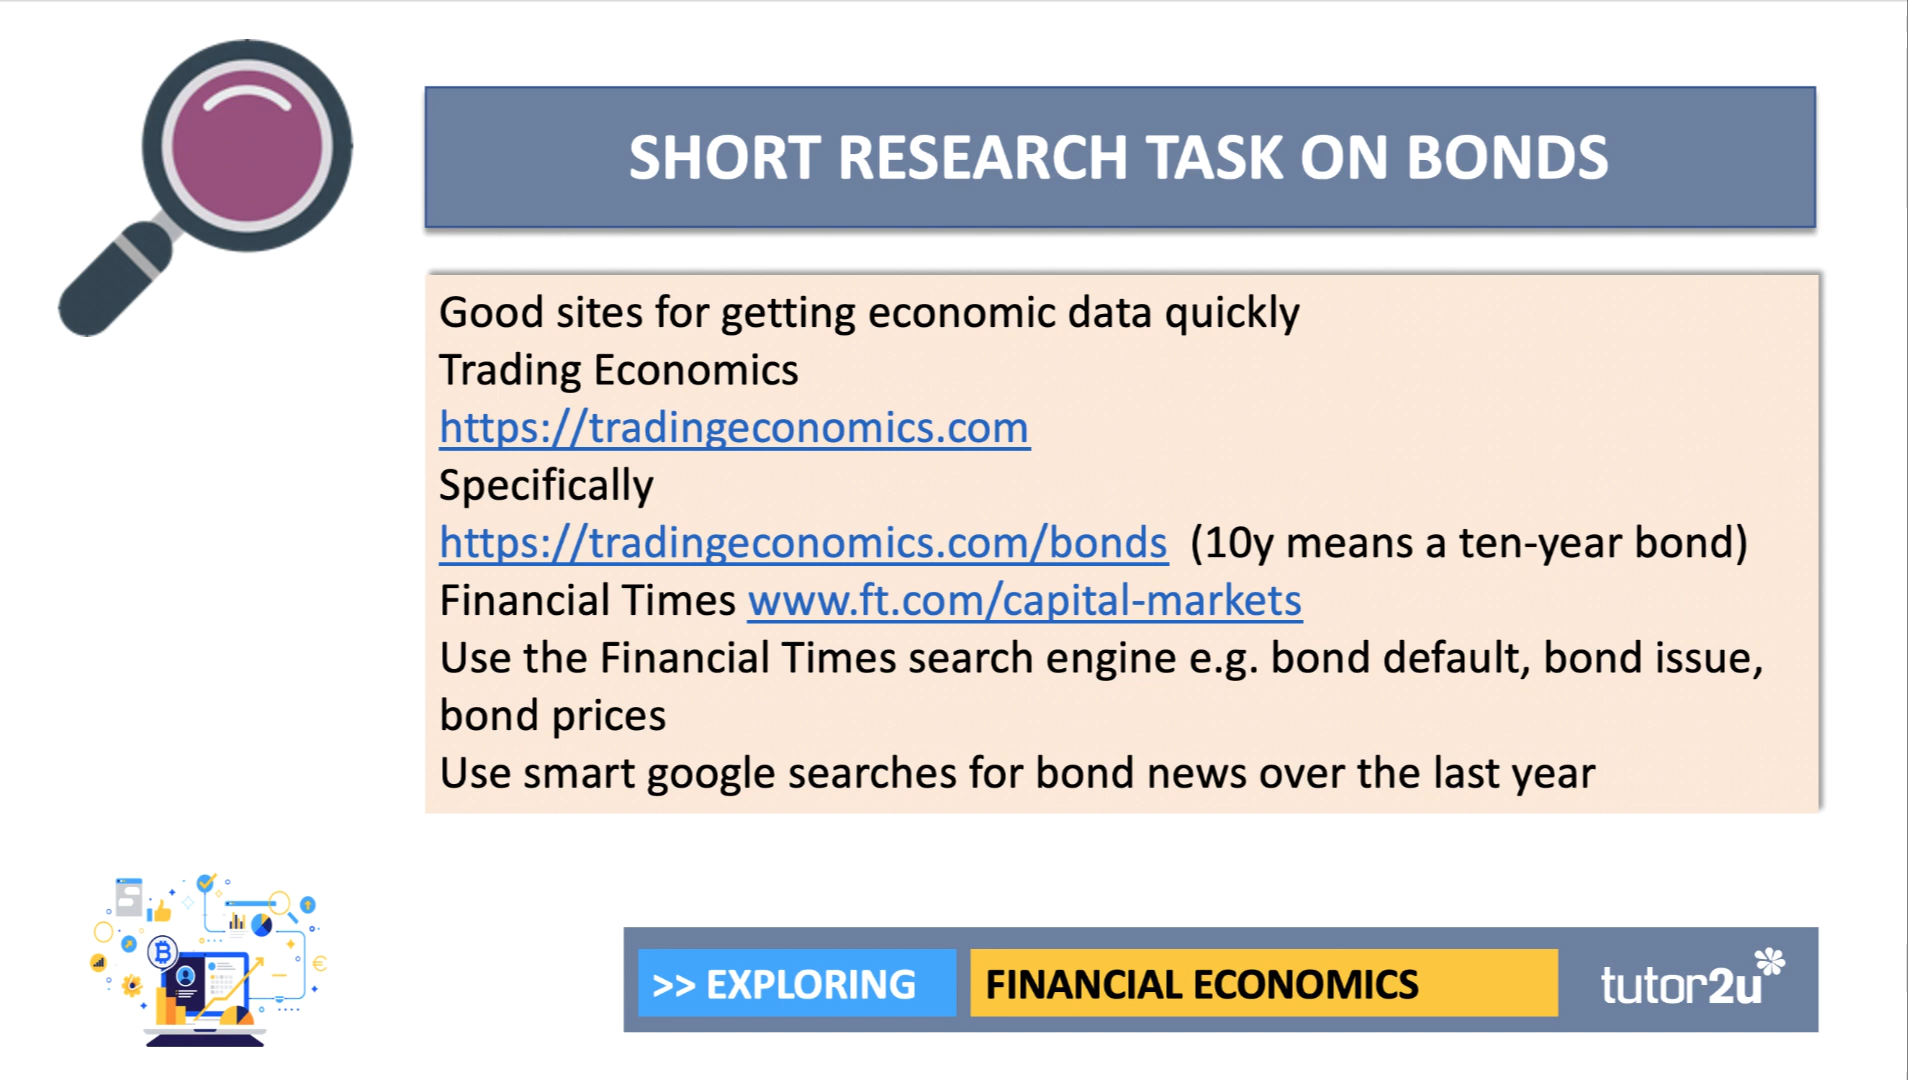 SHORT RESEARCH TASK ON BONDS
Good sites for getting economic data quickly
Trading Economics
https://tradingeconomics.com
Specifically
https://tradingeconomics.com/bonds (10y means a ten-year bond)
Financial Times www.ft.com/capital-markets
Use the Financial Times search engine e.g. bond default, bond issue,
bond prices
Use smart google searches for bond news over the last year
>> EXPLORING FINANCIAL ECONOMICS tutor2u